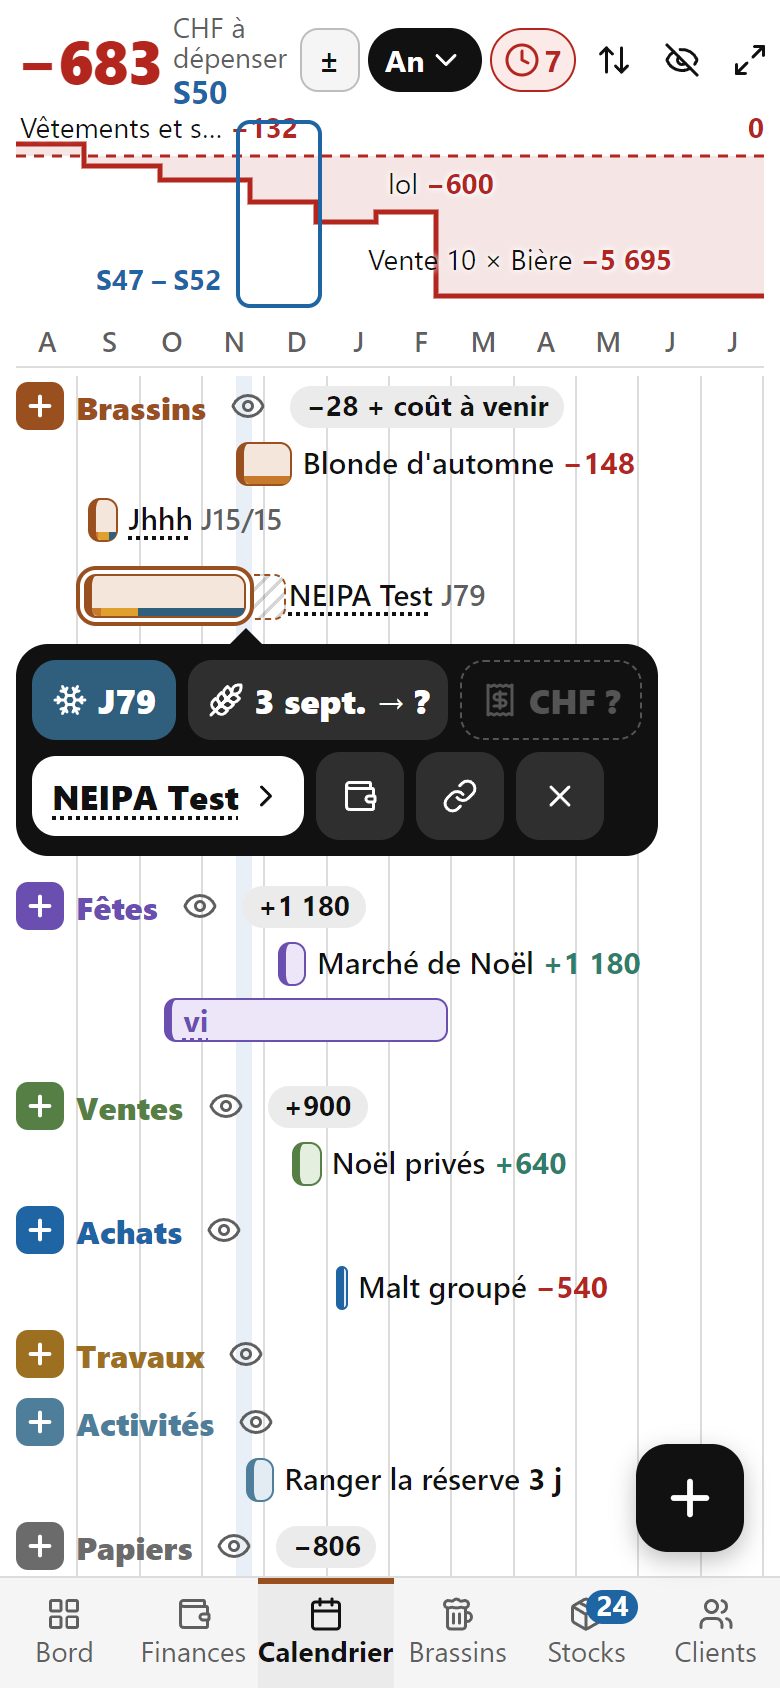 −683 CHF à dépenser S50 ± An 7
Vêtements et s... −132 0
lol −600
Vente 10 × Bière −5 695
S47 – S52
A S O N D J F M A M J J
Brassins −28 + coût à venir
Blonde d'automne −148
Jhhh J15/15
NEIPA Test J79
J79 3 sept. → ? CHF ?
NEIPA Test
Fêtes +1 180
Marché de Noël +1 180
vi
Ventes +900
Noël privés +640
Achats
Malt groupé −540
Travaux
Activités
Ranger la réserve 3 j
Papiers −806
24
Bord Finances Calendrier Brassins Stocks Clients